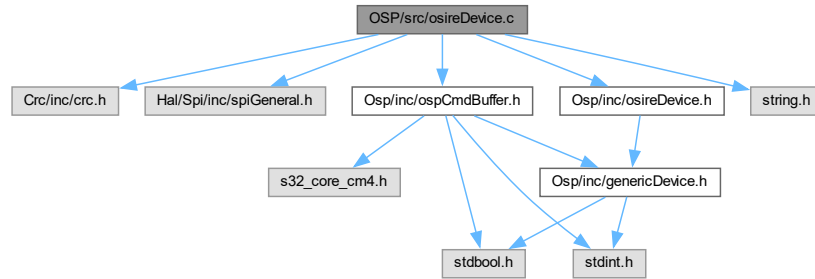 OSP/src/osireDevice.c
Crc/inc/crc.h
Hal/Spi/inc/spiGeneral.h
Osp/inc/ospCmdBuffer.h
Osp/inc/osireDevice.h
string.h
s32_core_cm4.h
Osp/inc/genericDevice.h
stdbool.h
stdint.h